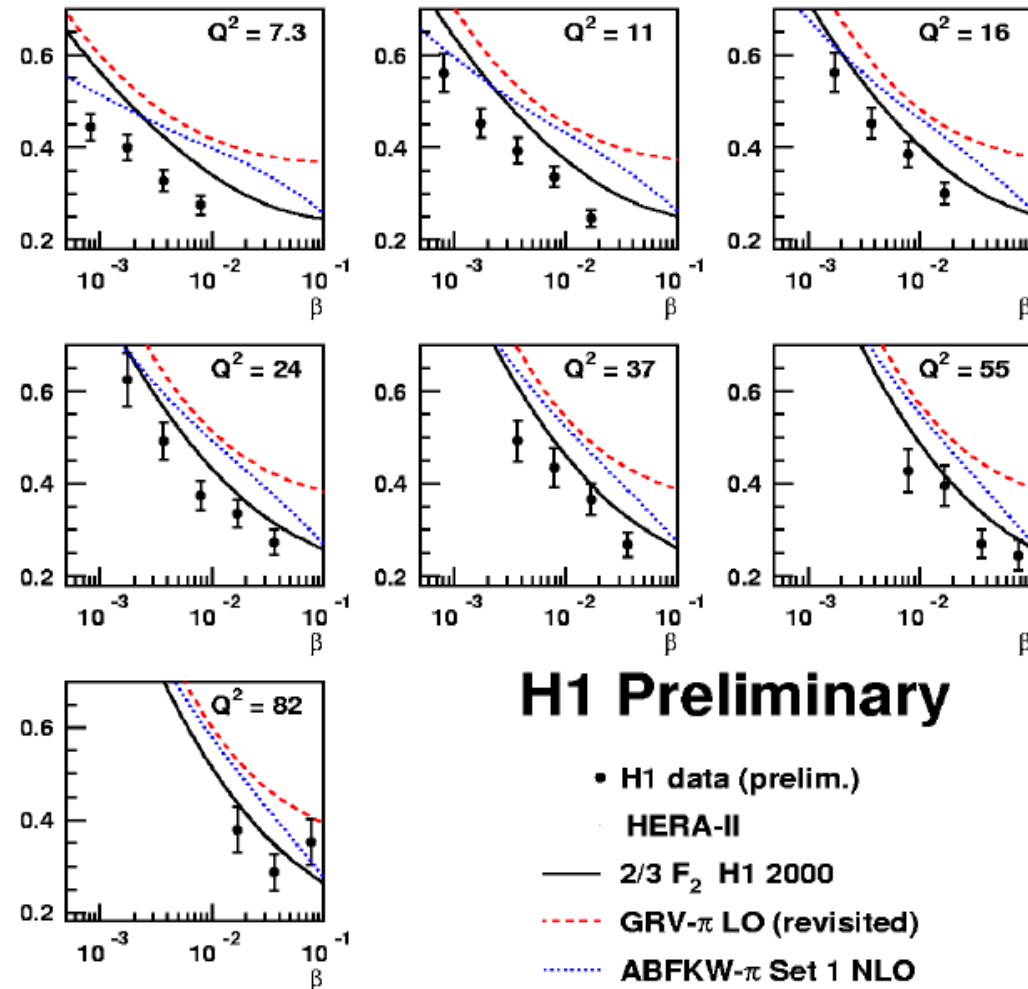 Q² = 7.3
Q² = 11
Q² = 16
0.6
0.6
0.6
0.4
0.4
0.4
0.2
0.2
0.2
10⁻³ 10⁻² 10⁻¹
10⁻³ 10⁻² 10⁻¹
10⁻³ 10⁻² 10⁻¹
β
β
β
Q² = 24
Q² = 37
Q² = 55
0.6
0.6
0.6
0.4
0.4
0.4
0.2
0.2
0.2
10⁻³ 10⁻² 10⁻¹
10⁻³ 10⁻² 10⁻¹
10⁻³ 10⁻² 10⁻¹
β
β
β
Q² = 82
0.6
0.4
0.2
10⁻³ 10⁻² 10⁻¹
β
H1 Preliminary
H1 data (prelim.)
HERA-II
2/3 F₂ H1 2000
GRV-π LO (revisited)
ABFKW-π Set 1 NLO